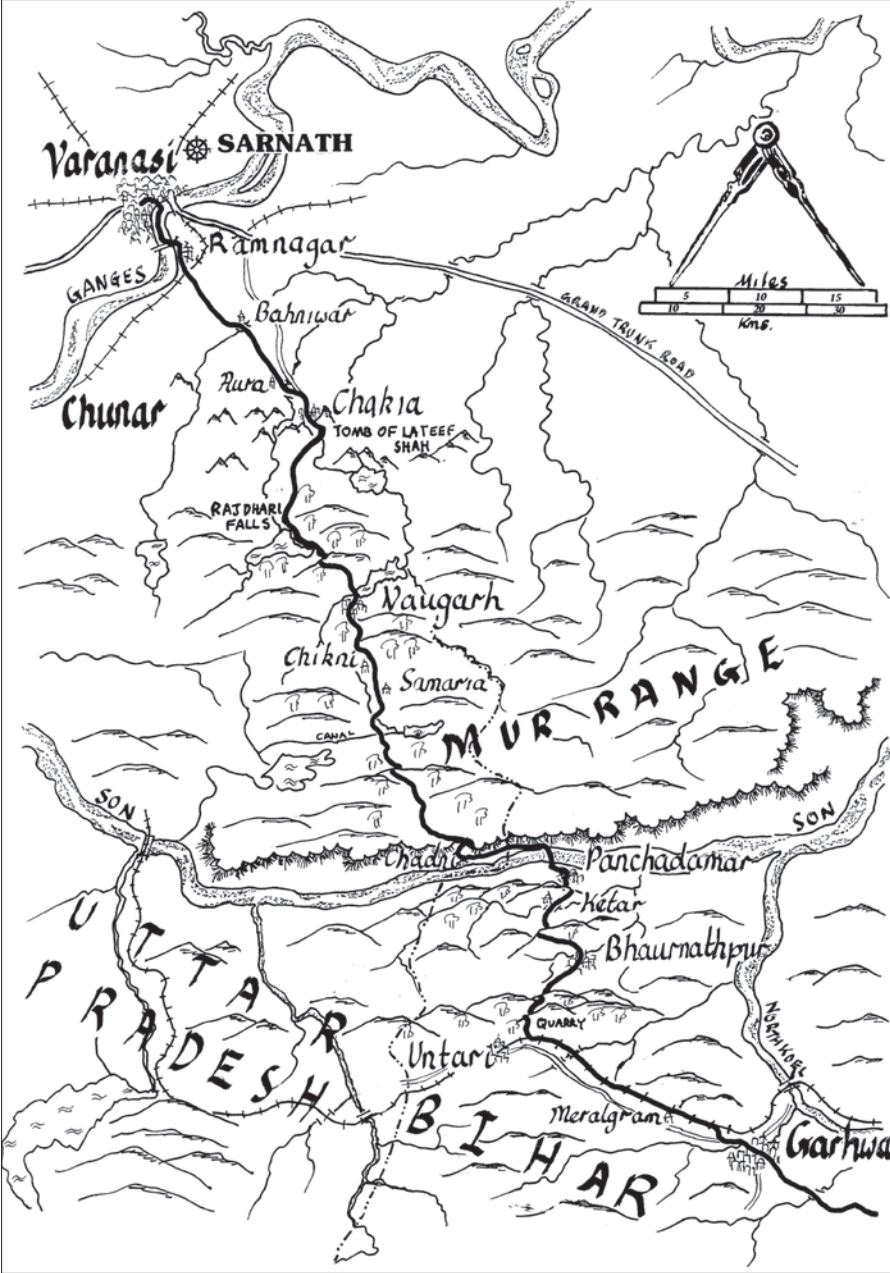 SARNATH
Varanasi
Ramnagar
GANGES
Miles
5 10 15
10 20 30
Kms.
GRAND TRUNK ROAD
Bahniwar
Aura
Chakia
Chunar
TOMB OF LATEEF
SHAH
RAJDHARI
FALLS
Naugarh
Chikni
Samaria
CANAL
MUR RANGE
SON
SON
Chadni
Panchadamar
Ketar
Bhaurnathpur
UTTAR
PRADESH
NORTH KOEL
QUARRY
Untari
BIHAR
Meralgram
Garhwa